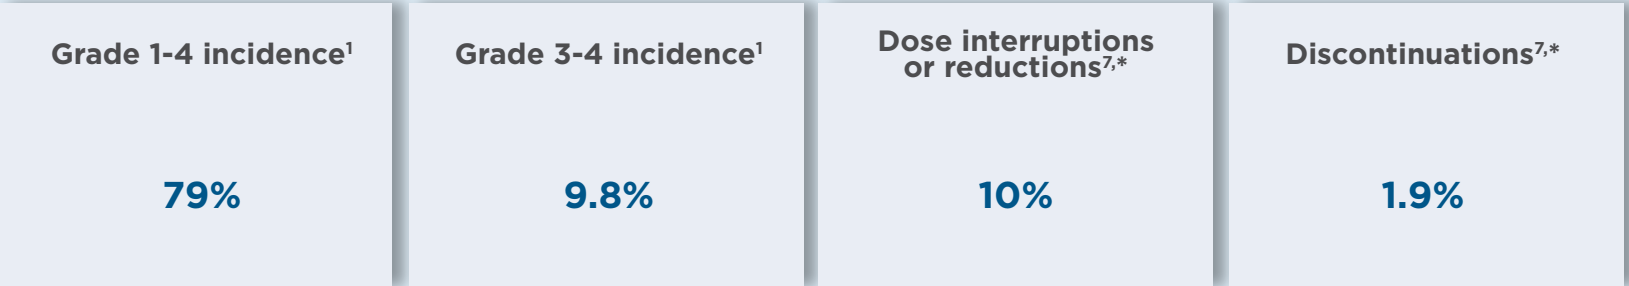 Grade 1-4 incidence¹
Grade 3-4 incidence¹
Dose interruptions
or reductions⁷,*
Discontinuations⁷,*
79%
9.8%
10%
1.9%